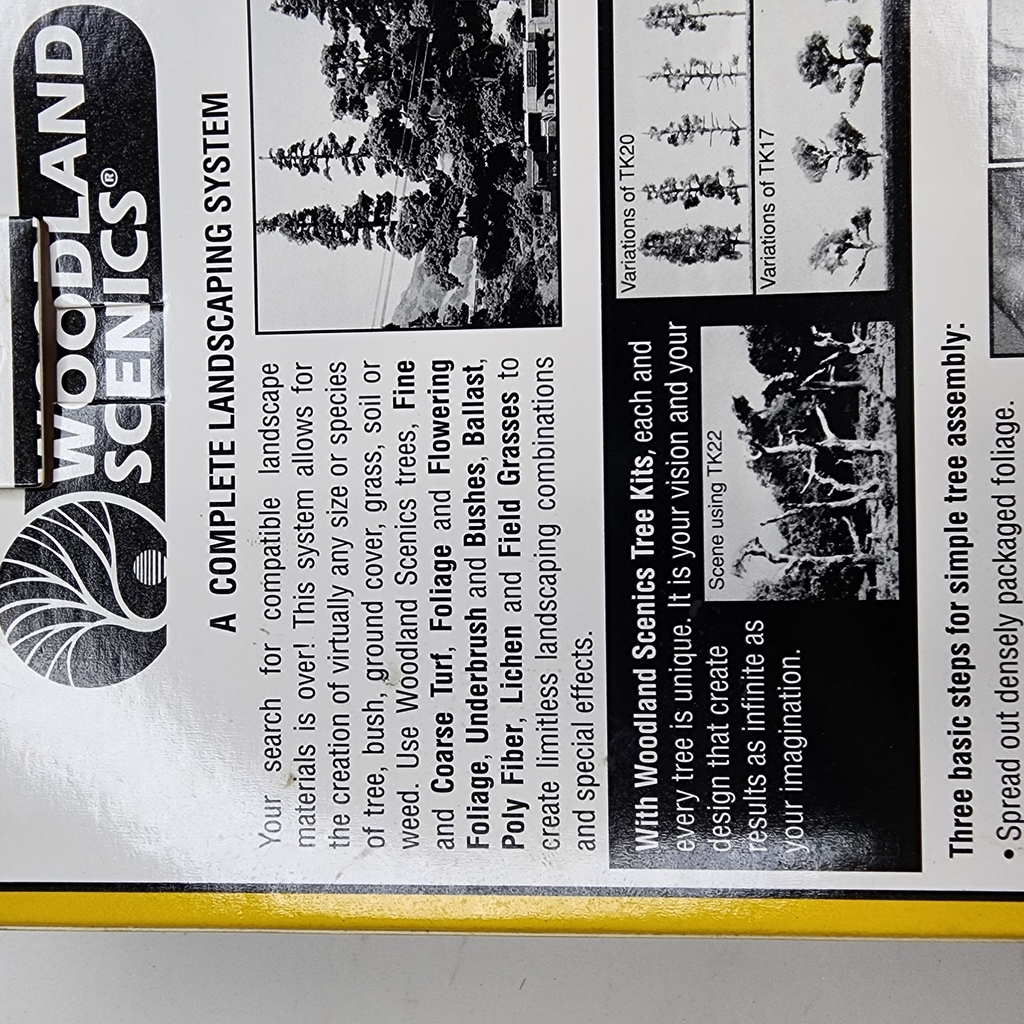 WOODLAND
SCENICS®
A COMPLETE LANDSCAPING SYSTEM
Your search for compatible landscape
materials is over! This system allows for
the creation of virtually any size or species
of tree, bush, ground cover, grass, soil or
weed. Use Woodland Scenics trees, Fine
and Coarse Turf, Foliage and Flowering
Foliage, Underbrush and Bushes, Ballast,
Poly Fiber, Lichen and Field Grasses to
create limitless landscaping combinations
and special effects.
With Woodland Scenics Tree Kits, each and
every tree is unique. It is your vision and your
design that create
results as infinite as
your imagination.
Scene using TK22
Variations of TK20
Variations of TK17
Three basic steps for simple tree assembly:
• Spread out densely packaged foliage.